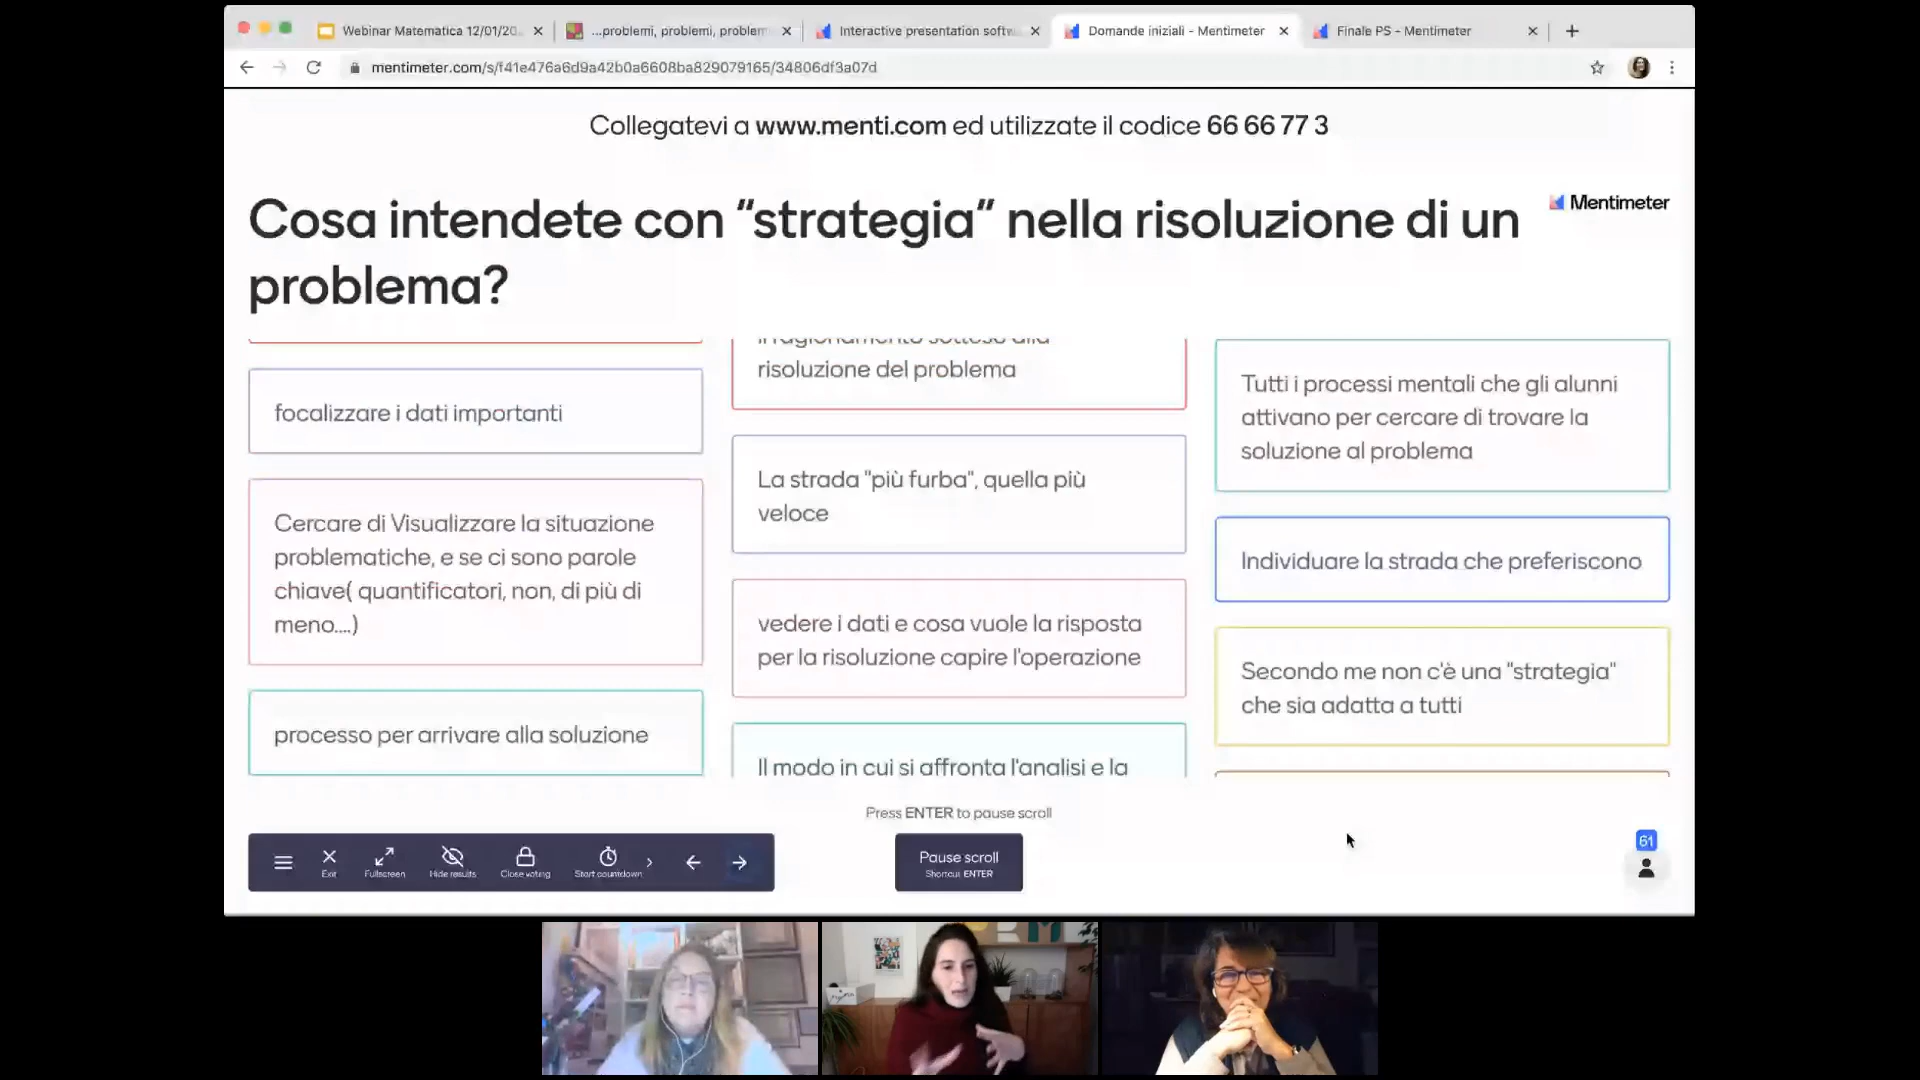 Webinar Matematica 12/01/20
...problemi, problemi, problem
Interactive presentation softw
Domande iniziali - Mentimeter
Finale PS - Mentimeter
mentimeter.com/s/f41e476a6d9a42b0a6608ba829079165/34806df3a07d
Collegatevi a www.menti.com ed utilizzate il codice 66 66 77 3
Cosa intendete con "strategia" nella risoluzione di un
problema?
Mentimeter
focalizzare i dati importanti
Cercare di Visualizzare la situazione
problematiche, e se ci sono parole
chiave( quantificatori, non, di più di
meno....)
processo per arrivare alla soluzione
Il ragionamento sotteso alla
risoluzione del problema
La strada "più furba", quella più
veloce
vedere i dati e cosa vuole la risposta
per la risoluzione capire l'operazione
Il modo in cui si affronta l'analisi e la
Tutti i processi mentali che gli alunni
attivano per cercare di trovare la
soluzione al problema
Individuare la strada che preferiscono
Secondo me non c'è una "strategia"
che sia adatta a tutti
Press ENTER to pause scroll
Exit
Fullscreen
Hide results
Close voting
Start countdown
Pause scroll
Shortcut ENTER
61